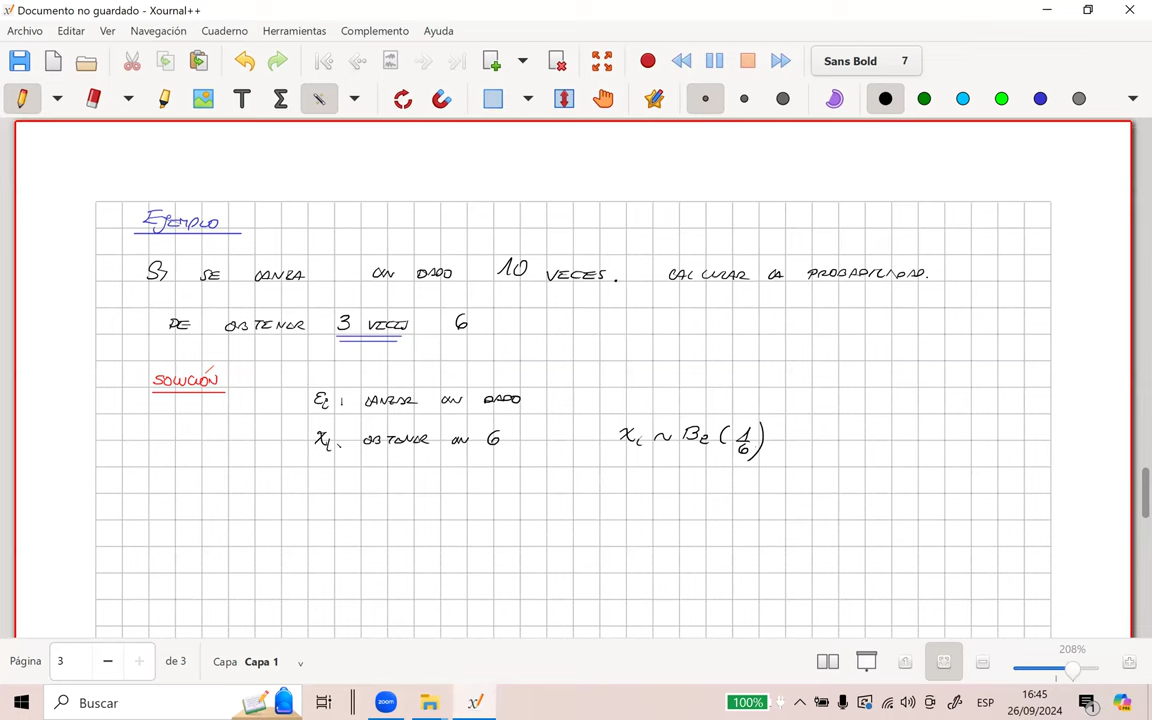 Documento no guardado - Xournal++
Archivo Editar Ver Navegación Cuaderno Herramientas Complemento Ayuda
Sans Bold 7
EJEMPLO
SI SE LANZA UN DADO 10 VECES. CALCULAR LA PROBABILIDAD.
DE OBTENER 3 VECES 6
SOLUCIÓN
Ei: LANZAR UN DADO
Xi: OBTENER UN 6 Xi ~ Be(1/6)
Página 3 de 3 Capa Capa 1 208%
Buscar zoom 100% ESP 16:45
26/09/2024 1